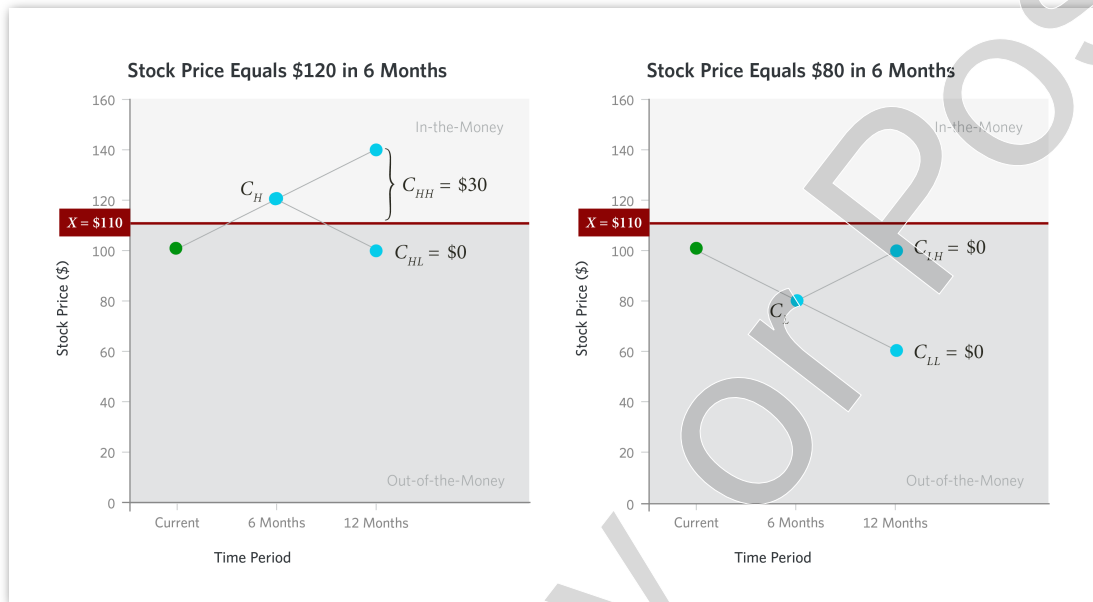 Stock Price Equals $120 in 6 Months
160
140
120
100
80
60
40
20
0
In-the-Money
C_H
C_HH = $30
X = $110
C_HL = $0
Out-of-the-Money
Stock Price ($)
Current
6 Months
12 Months
Time Period
Stock Price Equals $80 in 6 Months
160
140
120
100
80
60
40
20
0
In-the-Money
X = $110
C_LH = $0
C_L
C_LL = $0
Out-of-the-Money
Stock Price ($)
Current
6 Months
12 Months
Time Period
or Pos